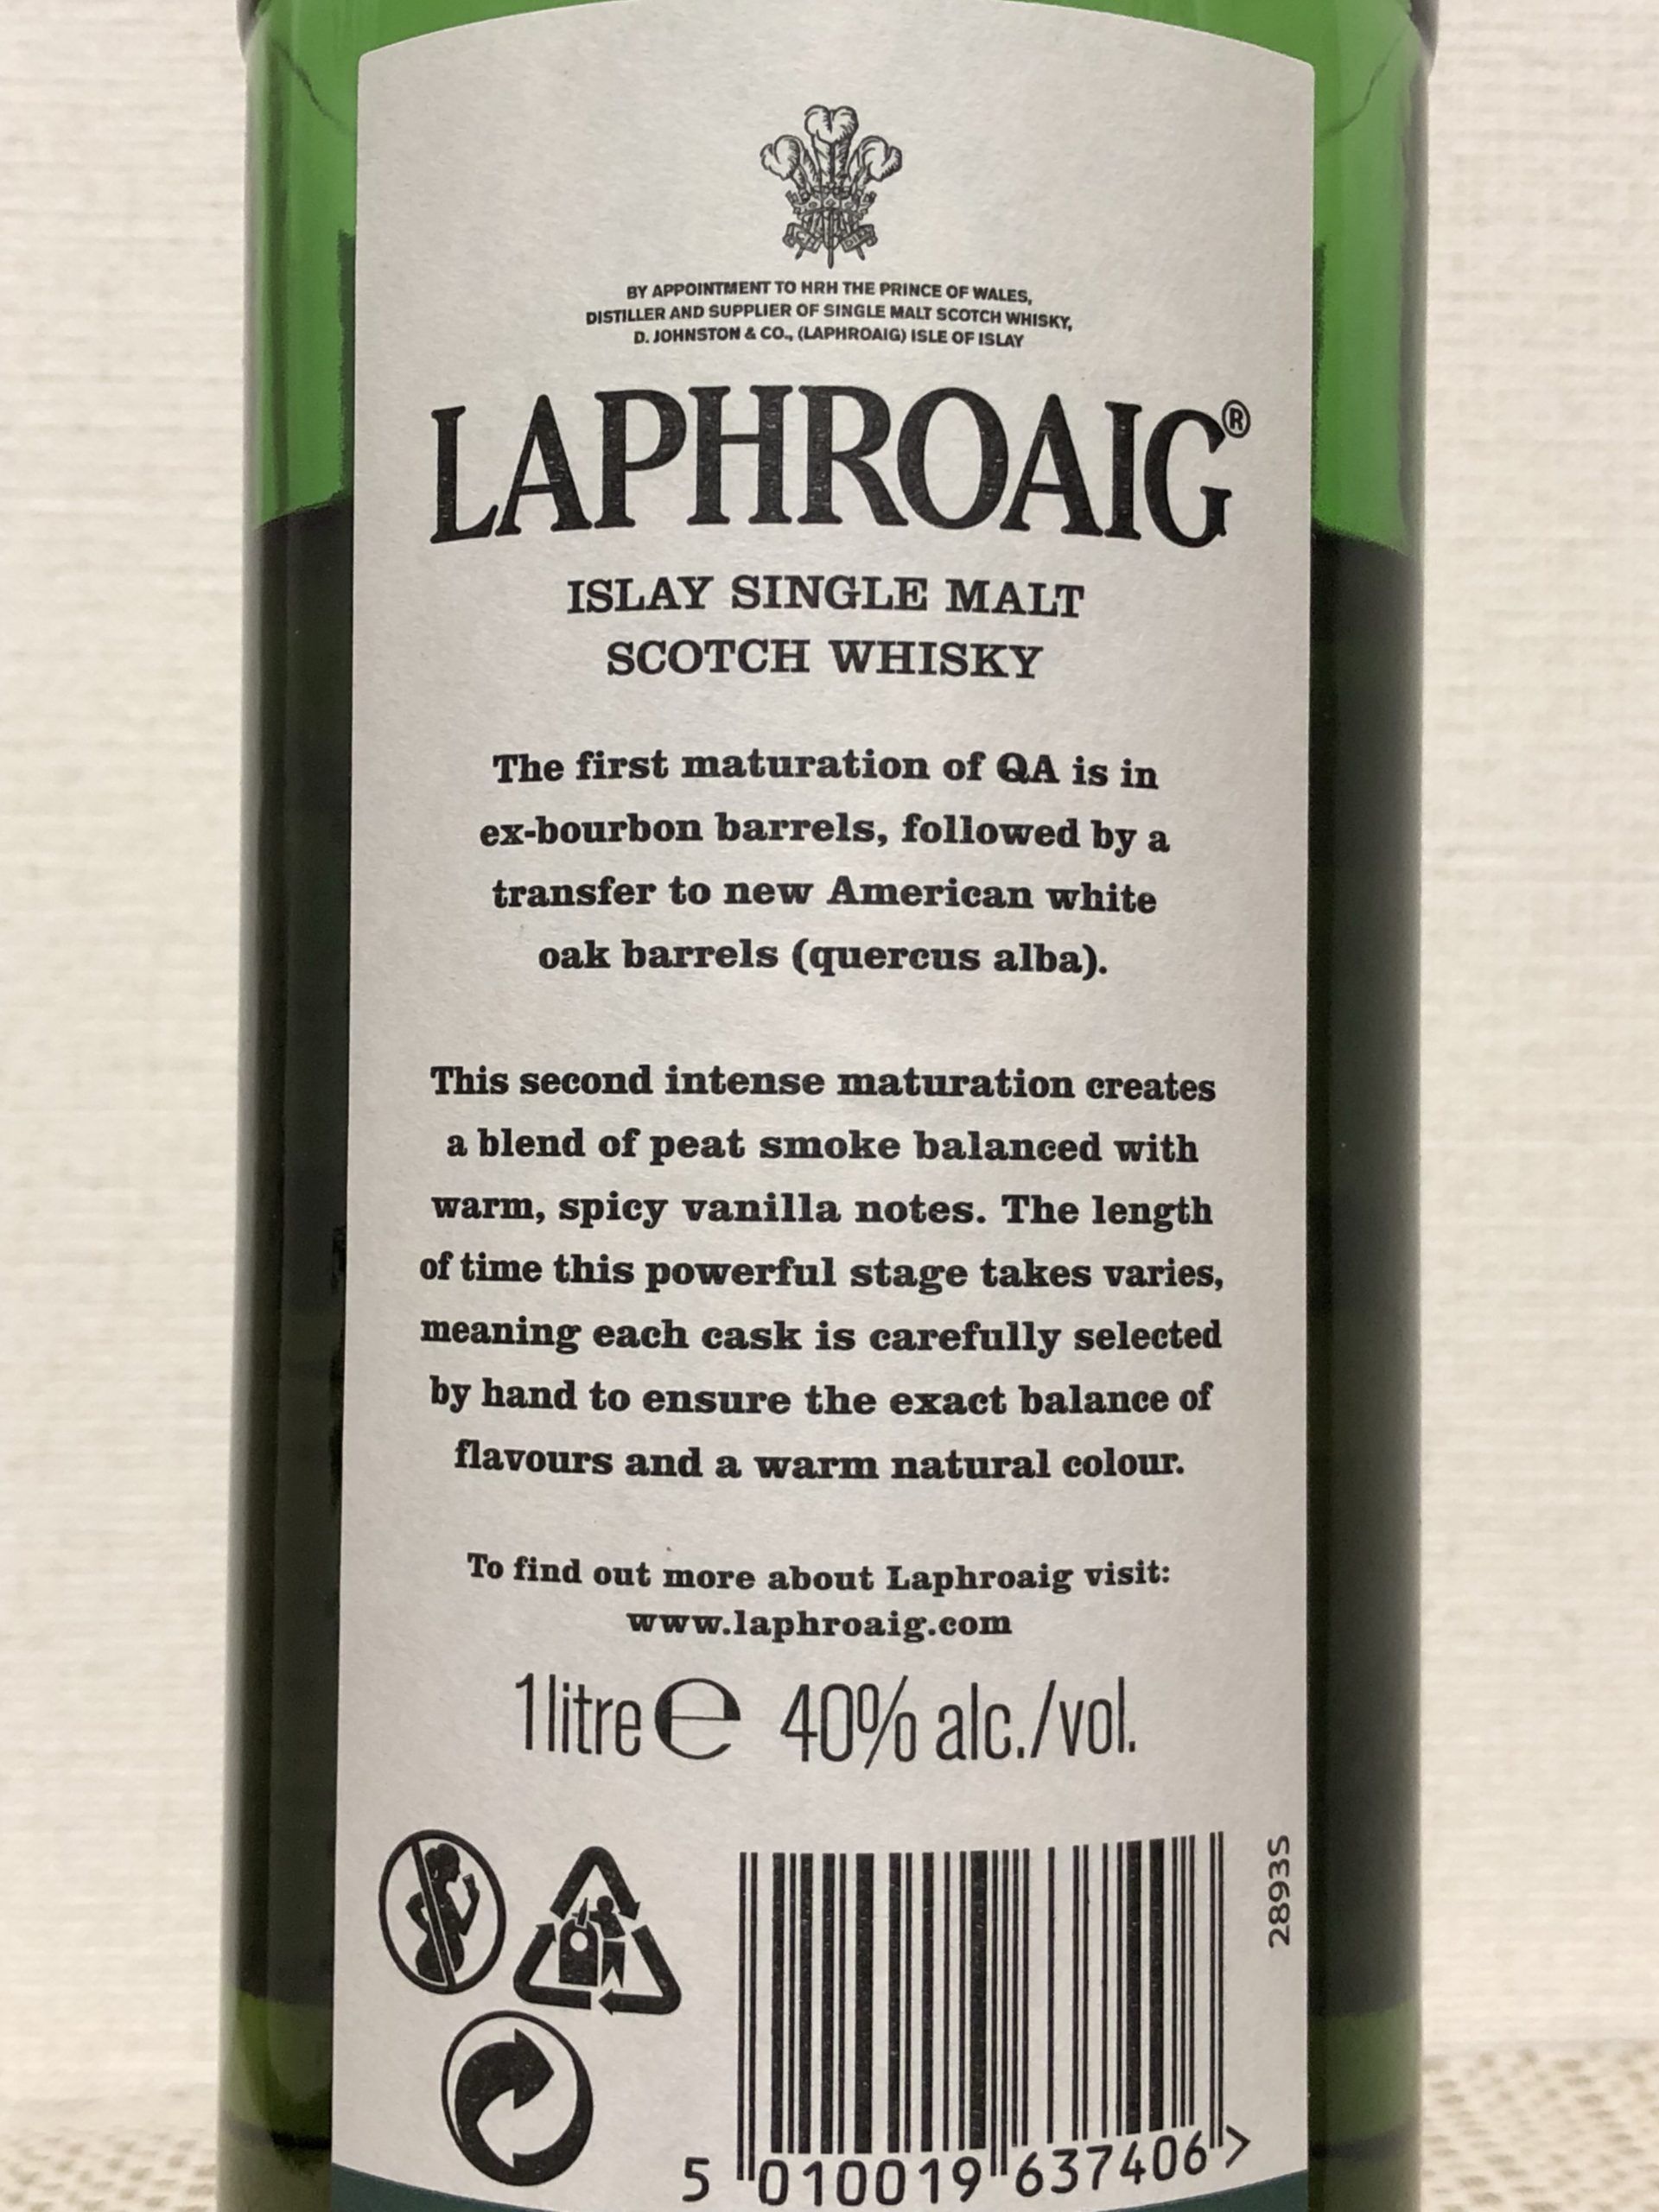 BY APPOINTMENT TO HRH THE PRINCE OF WALES,
DISTILLER AND SUPPLIER OF SINGLE MALT SCOTCH WHISKY,
D. JOHNSTON & CO., (LAPHROAIG) ISLE OF ISLAY
LAPHROAIG®
ISLAY SINGLE MALT
SCOTCH WHISKY
The first maturation of QA is in
ex-bourbon barrels, followed by a
transfer to new American white
oak barrels (quercus alba).
This second intense maturation creates
a blend of peat smoke balanced with
warm, spicy vanilla notes. The length
of time this powerful stage takes varies,
meaning each cask is carefully selected
by hand to ensure the exact balance of
flavours and a warm natural colour.
To find out more about Laphroaig visit:
www.laphroaig.com
1 litre ℮ 40% alc./vol.
2893S
5 010019 637406 >